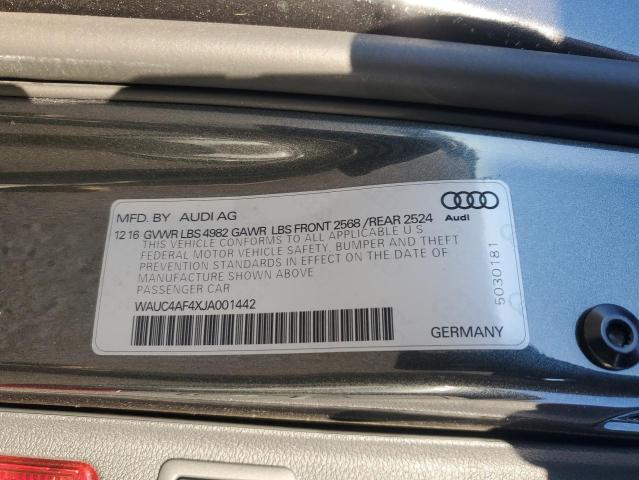 MFD. BY AUDI AG
Audi
12 16 GVWR LBS 4982 GAWR LBS FRONT 2568 /REAR 2524
THIS VEHICLE CONFORMS TO ALL APPLICABLE U S
FEDERAL MOTOR VEHICLE SAFETY, BUMPER AND THEFT
PREVENTION STANDARDS IN EFFECT ON THE DATE OF
MANUFACTURE SHOWN ABOVE
PASSENGER CAR
WAUC4AF4XJA001442
5030181
GERMANY